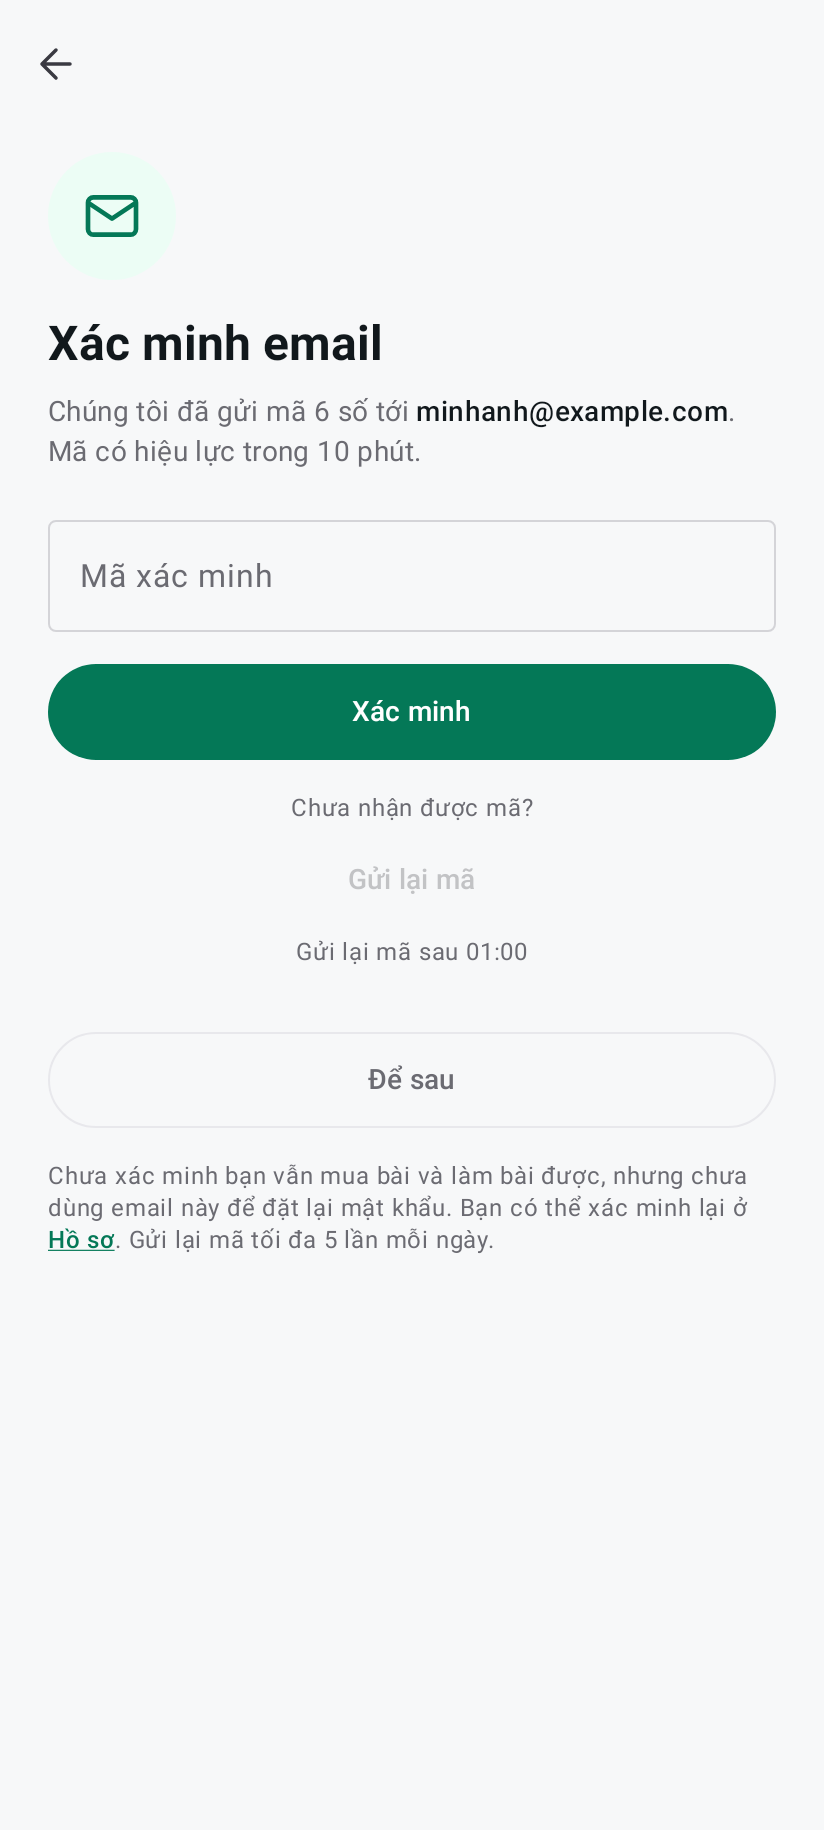 Xác minh email
Chúng tôi đã gửi mã 6 số tới minhanh@example.com.
Mã có hiệu lực trong 10 phút.
Mã xác minh
Xác minh
Chưa nhận được mã?
Gửi lại mã
Gửi lại mã sau 01:00
Để sau
Chưa xác minh bạn vẫn mua bài và làm bài được, nhưng chưa
dùng email này để đặt lại mật khẩu. Bạn có thể xác minh lại ở
Hồ sơ. Gửi lại mã tối đa 5 lần mỗi ngày.